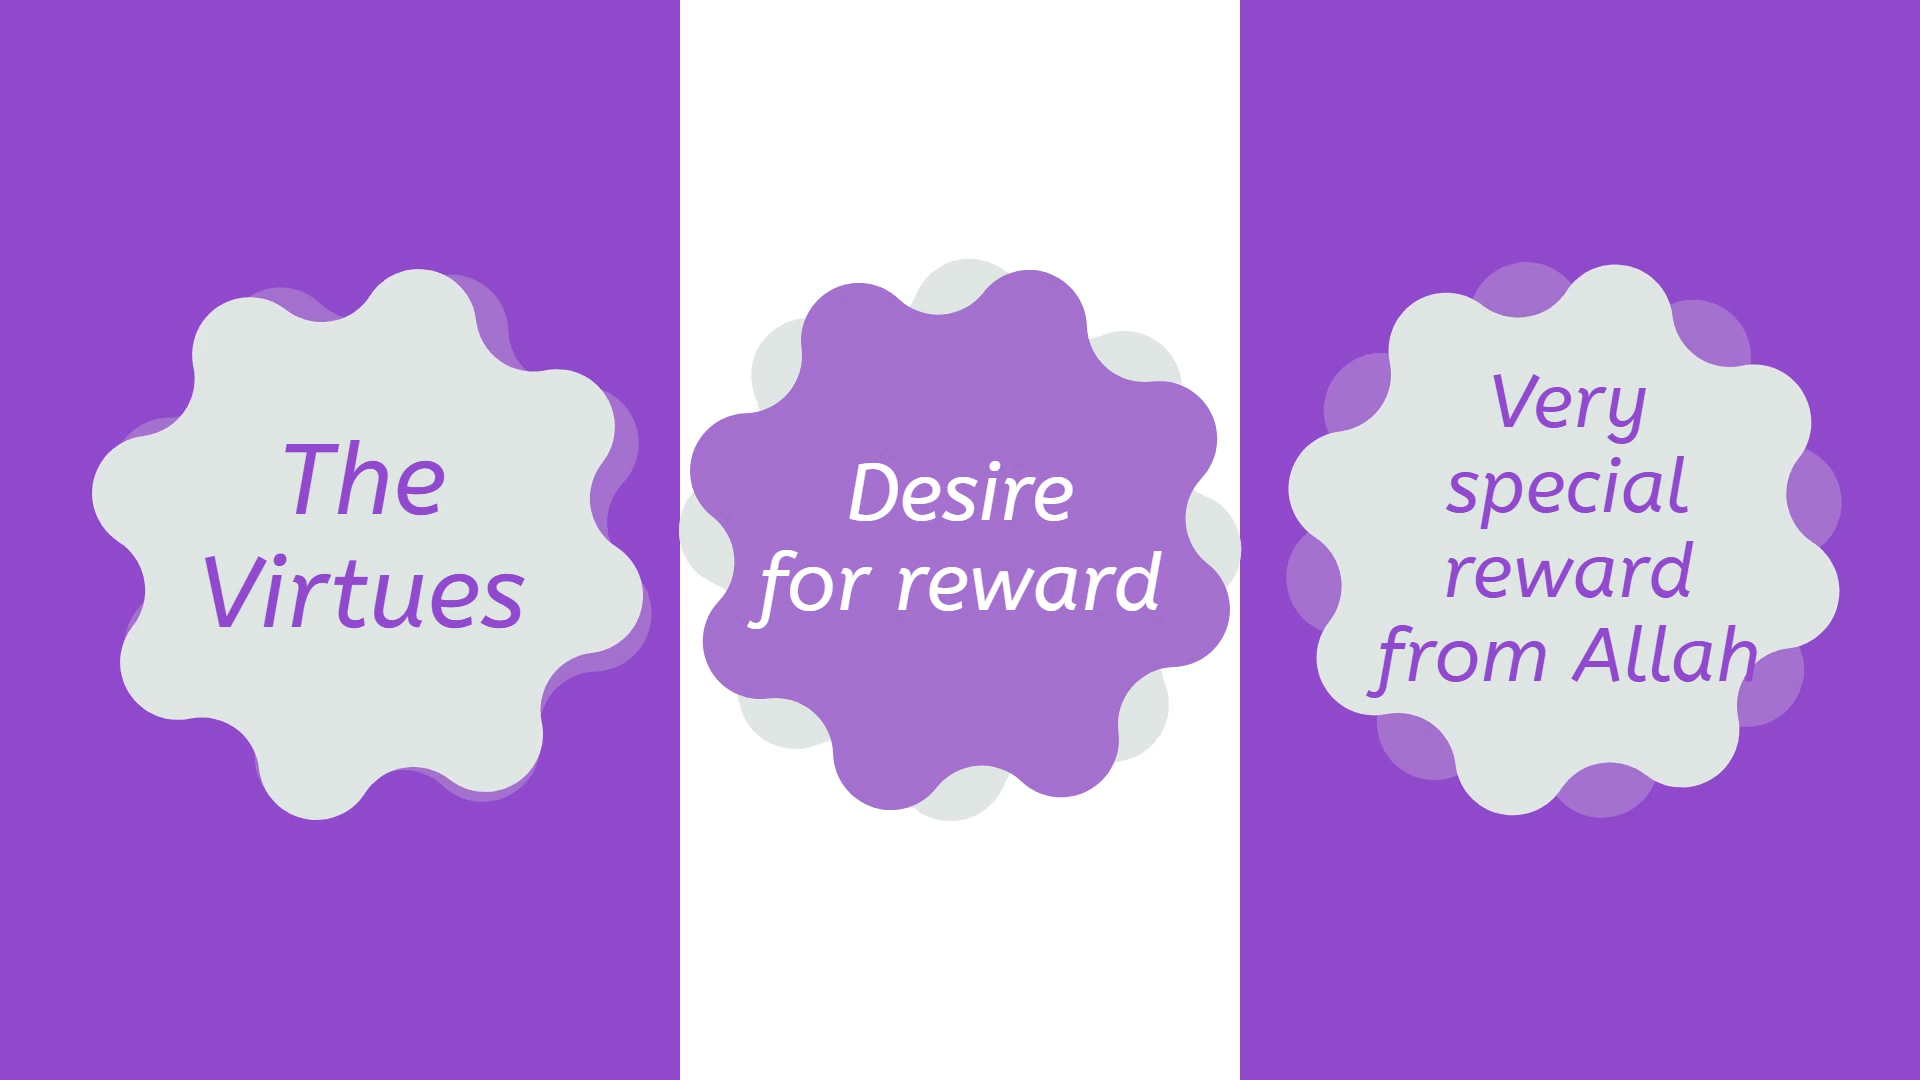 The
Virtues
Desire
for reward
Very
special
reward
from Allah